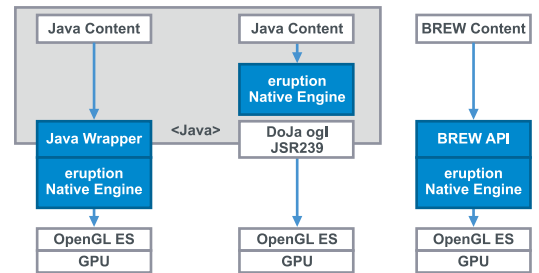 Java Content
Java Content
BREW Content
eruption
Native Engine
Java Wrapper
<Java>
DoJa ogl
JSR239
BREW API
eruption
Native Engine
eruption
Native Engine
OpenGL ES
OpenGL ES
OpenGL ES
GPU
GPU
GPU